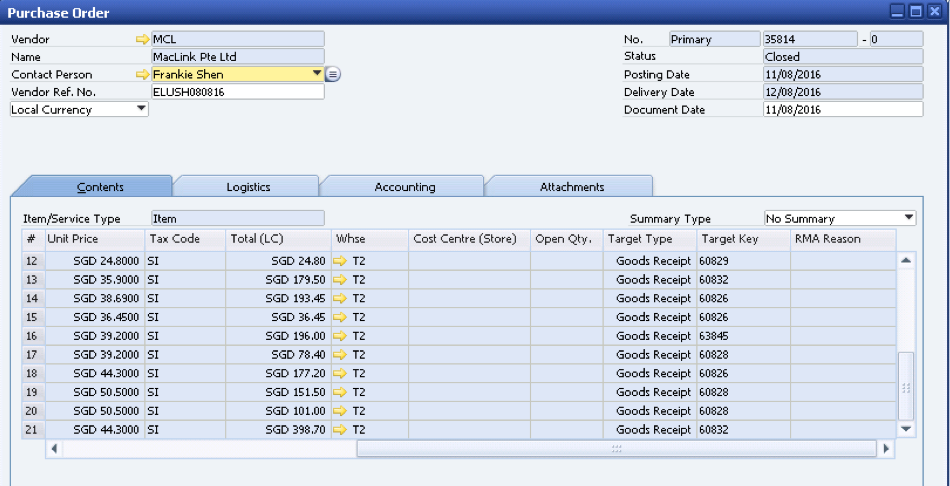 Purchase Order
Vendor MCL No. Primary 35814 - 0
Name MacLink Pte Ltd Status Closed
Contact Person Frankie Shen Posting Date 11/08/2016
Vendor Ref. No. ELUSH080816 Delivery Date 12/08/2016
Local Currency Document Date 11/08/2016
Contents Logistics Accounting Attachments
Item/Service Type Item Summary Type No Summary
# Unit Price Tax Code Total (LC) Whse Cost Centre (Store) Open Qty. Target Type Target Key RMA Reason
12 SGD 24.8000 SI SGD 24.80 T2 Goods Receipt 60829
13 SGD 35.9000 SI SGD 179.50 T2 Goods Receipt 60832
14 SGD 38.6900 SI SGD 193.45 T2 Goods Receipt 60826
15 SGD 36.4500 SI SGD 36.45 T2 Goods Receipt 60826
16 SGD 39.2000 SI SGD 196.00 T2 Goods Receipt 63845
17 SGD 39.2000 SI SGD 78.40 T2 Goods Receipt 60828
18 SGD 44.3000 SI SGD 177.20 T2 Goods Receipt 60826
19 SGD 50.5000 SI SGD 151.50 T2 Goods Receipt 60828
20 SGD 50.5000 SI SGD 101.00 T2 Goods Receipt 60828
21 SGD 44.3000 SI SGD 398.70 T2 Goods Receipt 60832